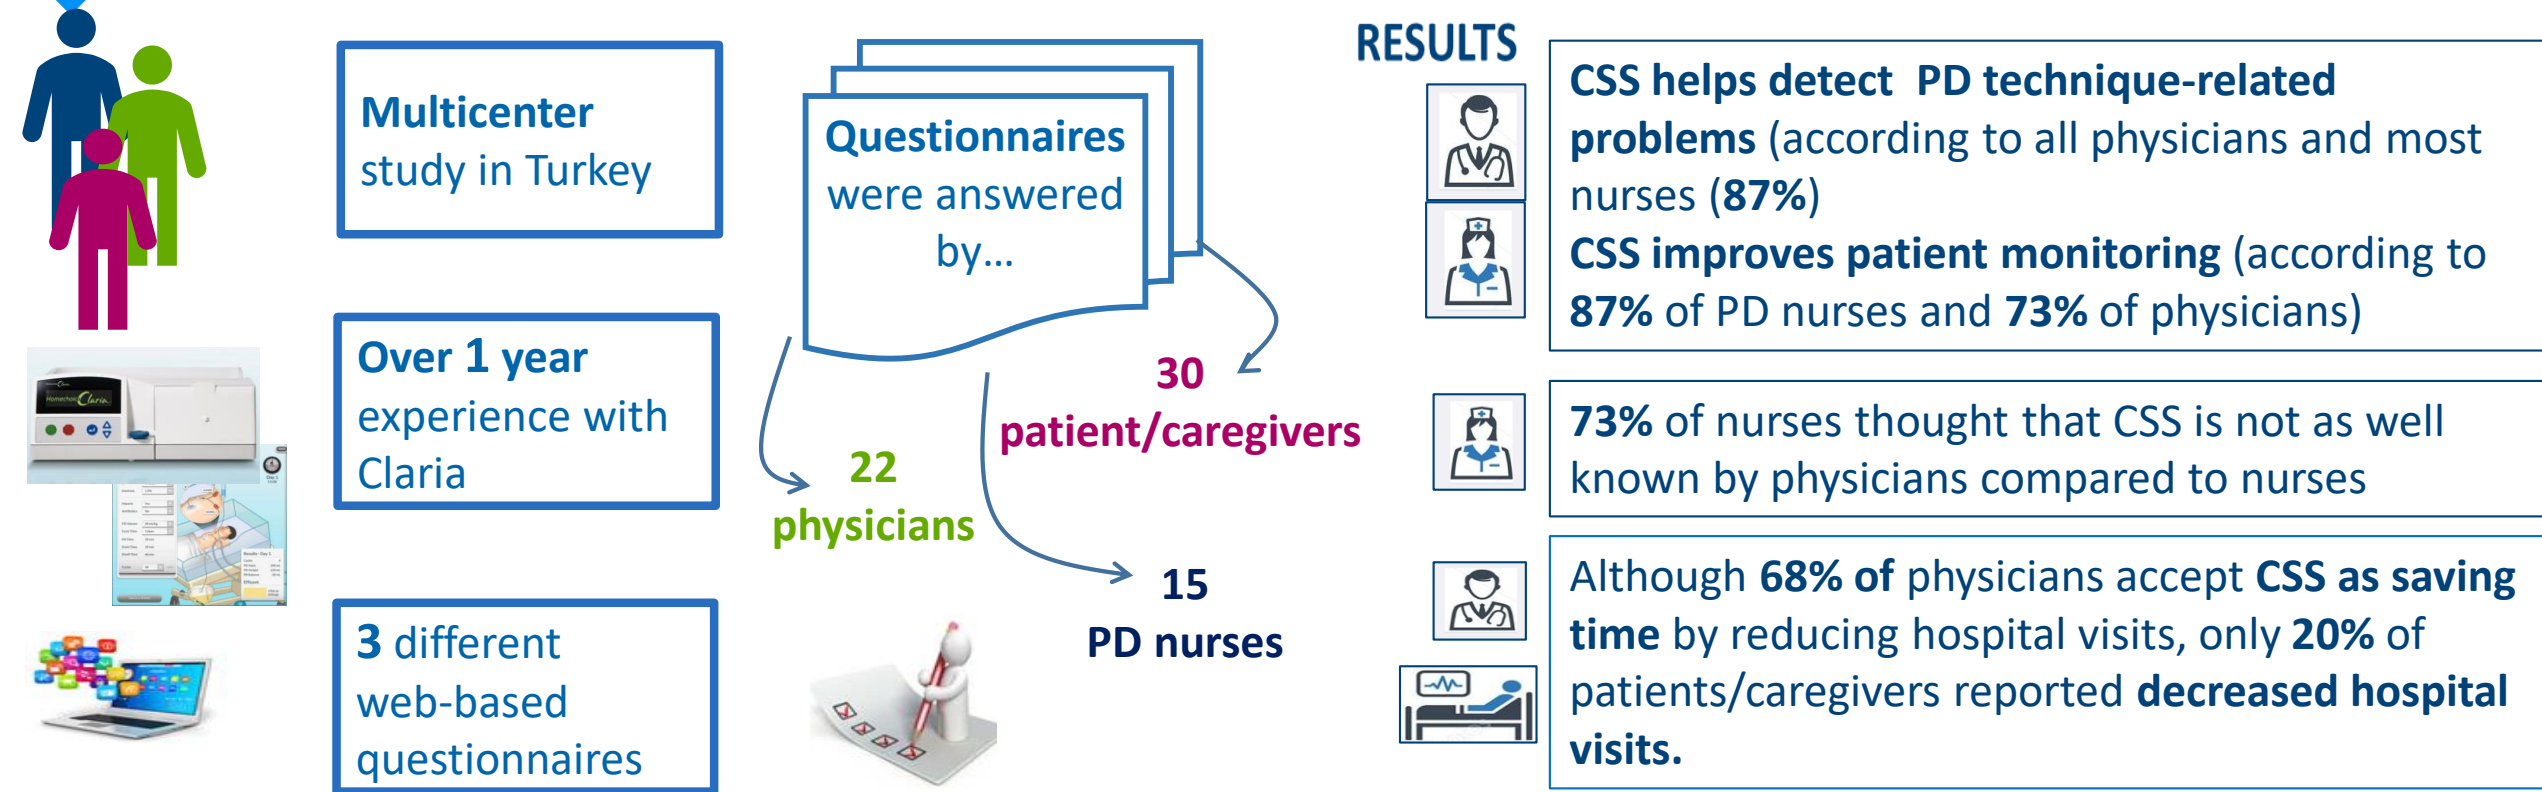 Multicenter
study in Turkey
Over 1 year
experience with
Claria
3 different
web-based
questionnaires
Questionnaires
were answered
by...
30
patient/caregivers
22
physicians
15
PD nurses
RESULTS
CSS helps detect PD technique-related
problems (according to all physicians and most
nurses (87%)
CSS improves patient monitoring (according to
87% of PD nurses and 73% of physicians)
73% of nurses thought that CSS is not as well
known by physicians compared to nurses
Although 68% of physicians accept CSS as saving
time by reducing hospital visits, only 20% of
patients/caregivers reported decreased hospital
visits.